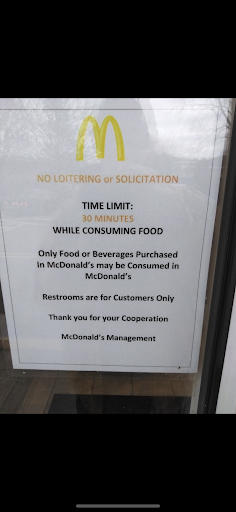 NO LOITERING or SOLICITATION
TIME LIMIT:
30 MINUTES
WHILE CONSUMING FOOD
Only Food or Beverages Purchased
in McDonald's may be Consumed in
McDonald's
Restrooms are for Customers Only
Thank you for your Cooperation
McDonald's Management